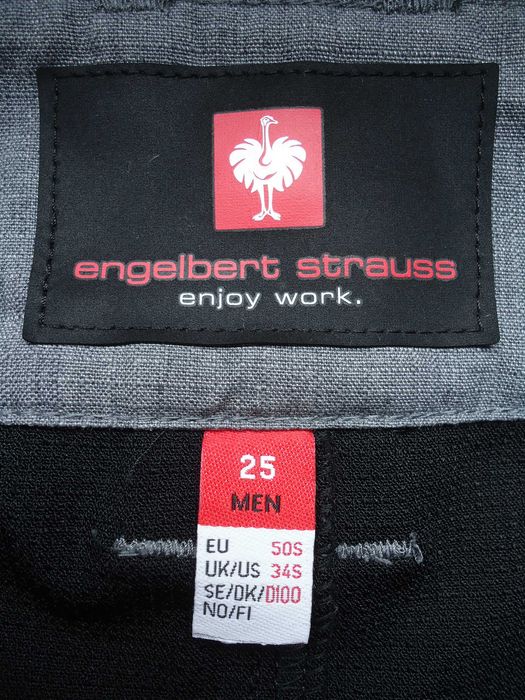 engelbert strauss
enjoy work.
25
MEN
EU 50S
UK/US 34S
SE/DK/ D100
NO/FI